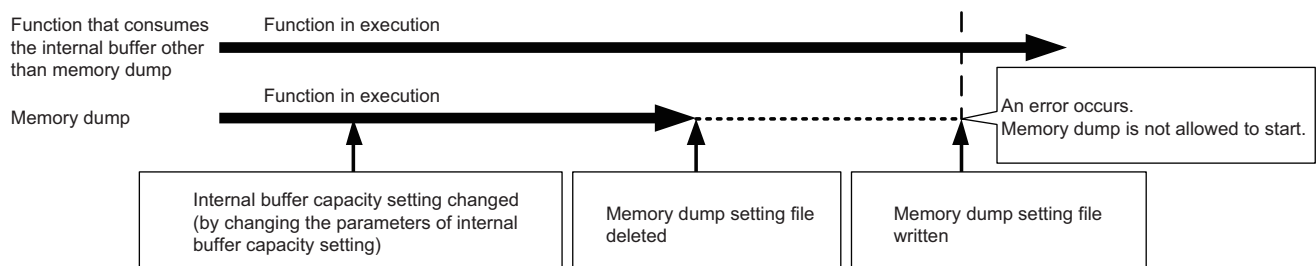 Function that consumes
the internal buffer other
than memory dump
Function in execution
Memory dump
Function in execution
An error occurs.
Memory dump is not allowed to start.
Internal buffer capacity setting changed
(by changing the parameters of internal
buffer capacity setting)
Memory dump setting file
deleted
Memory dump setting file
written